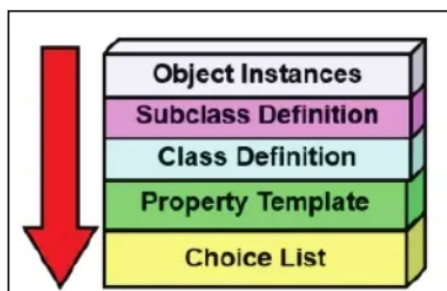 Object Instances
Subclass Definition
Class Definition
Property Template
Choice List